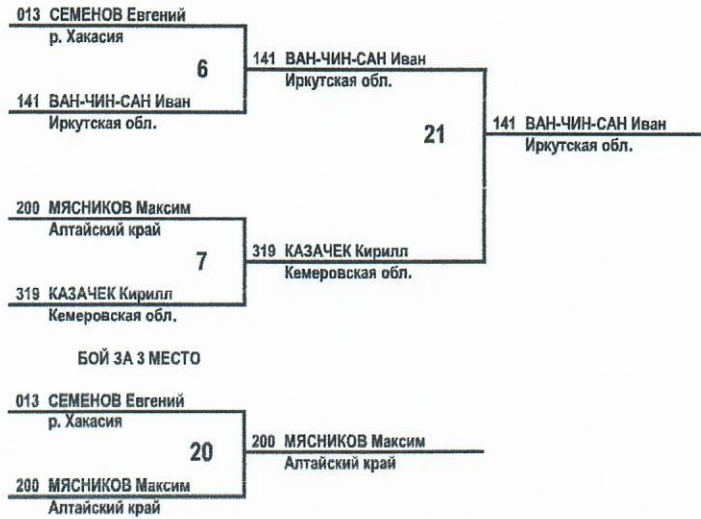 013 СЕМЕНОВ Евгений
р. Хакасия
6
141 ВАН-ЧИН-САН Иван
Иркутская обл.
141 ВАН-ЧИН-САН Иван
Иркутская обл.
21
141 ВАН-ЧИН-САН Иван
Иркутская обл.
200 МЯСНИКОВ Максим
Алтайский край
7
319 КАЗАЧЕК Кирилл
Кемеровская обл.
319 КАЗАЧЕК Кирилл
Кемеровская обл.
БОЙ ЗА 3 МЕСТО
013 СЕМЕНОВ Евгений
р. Хакасия
20
200 МЯСНИКОВ Максим
Алтайский край
200 МЯСНИКОВ Максим
Алтайский край